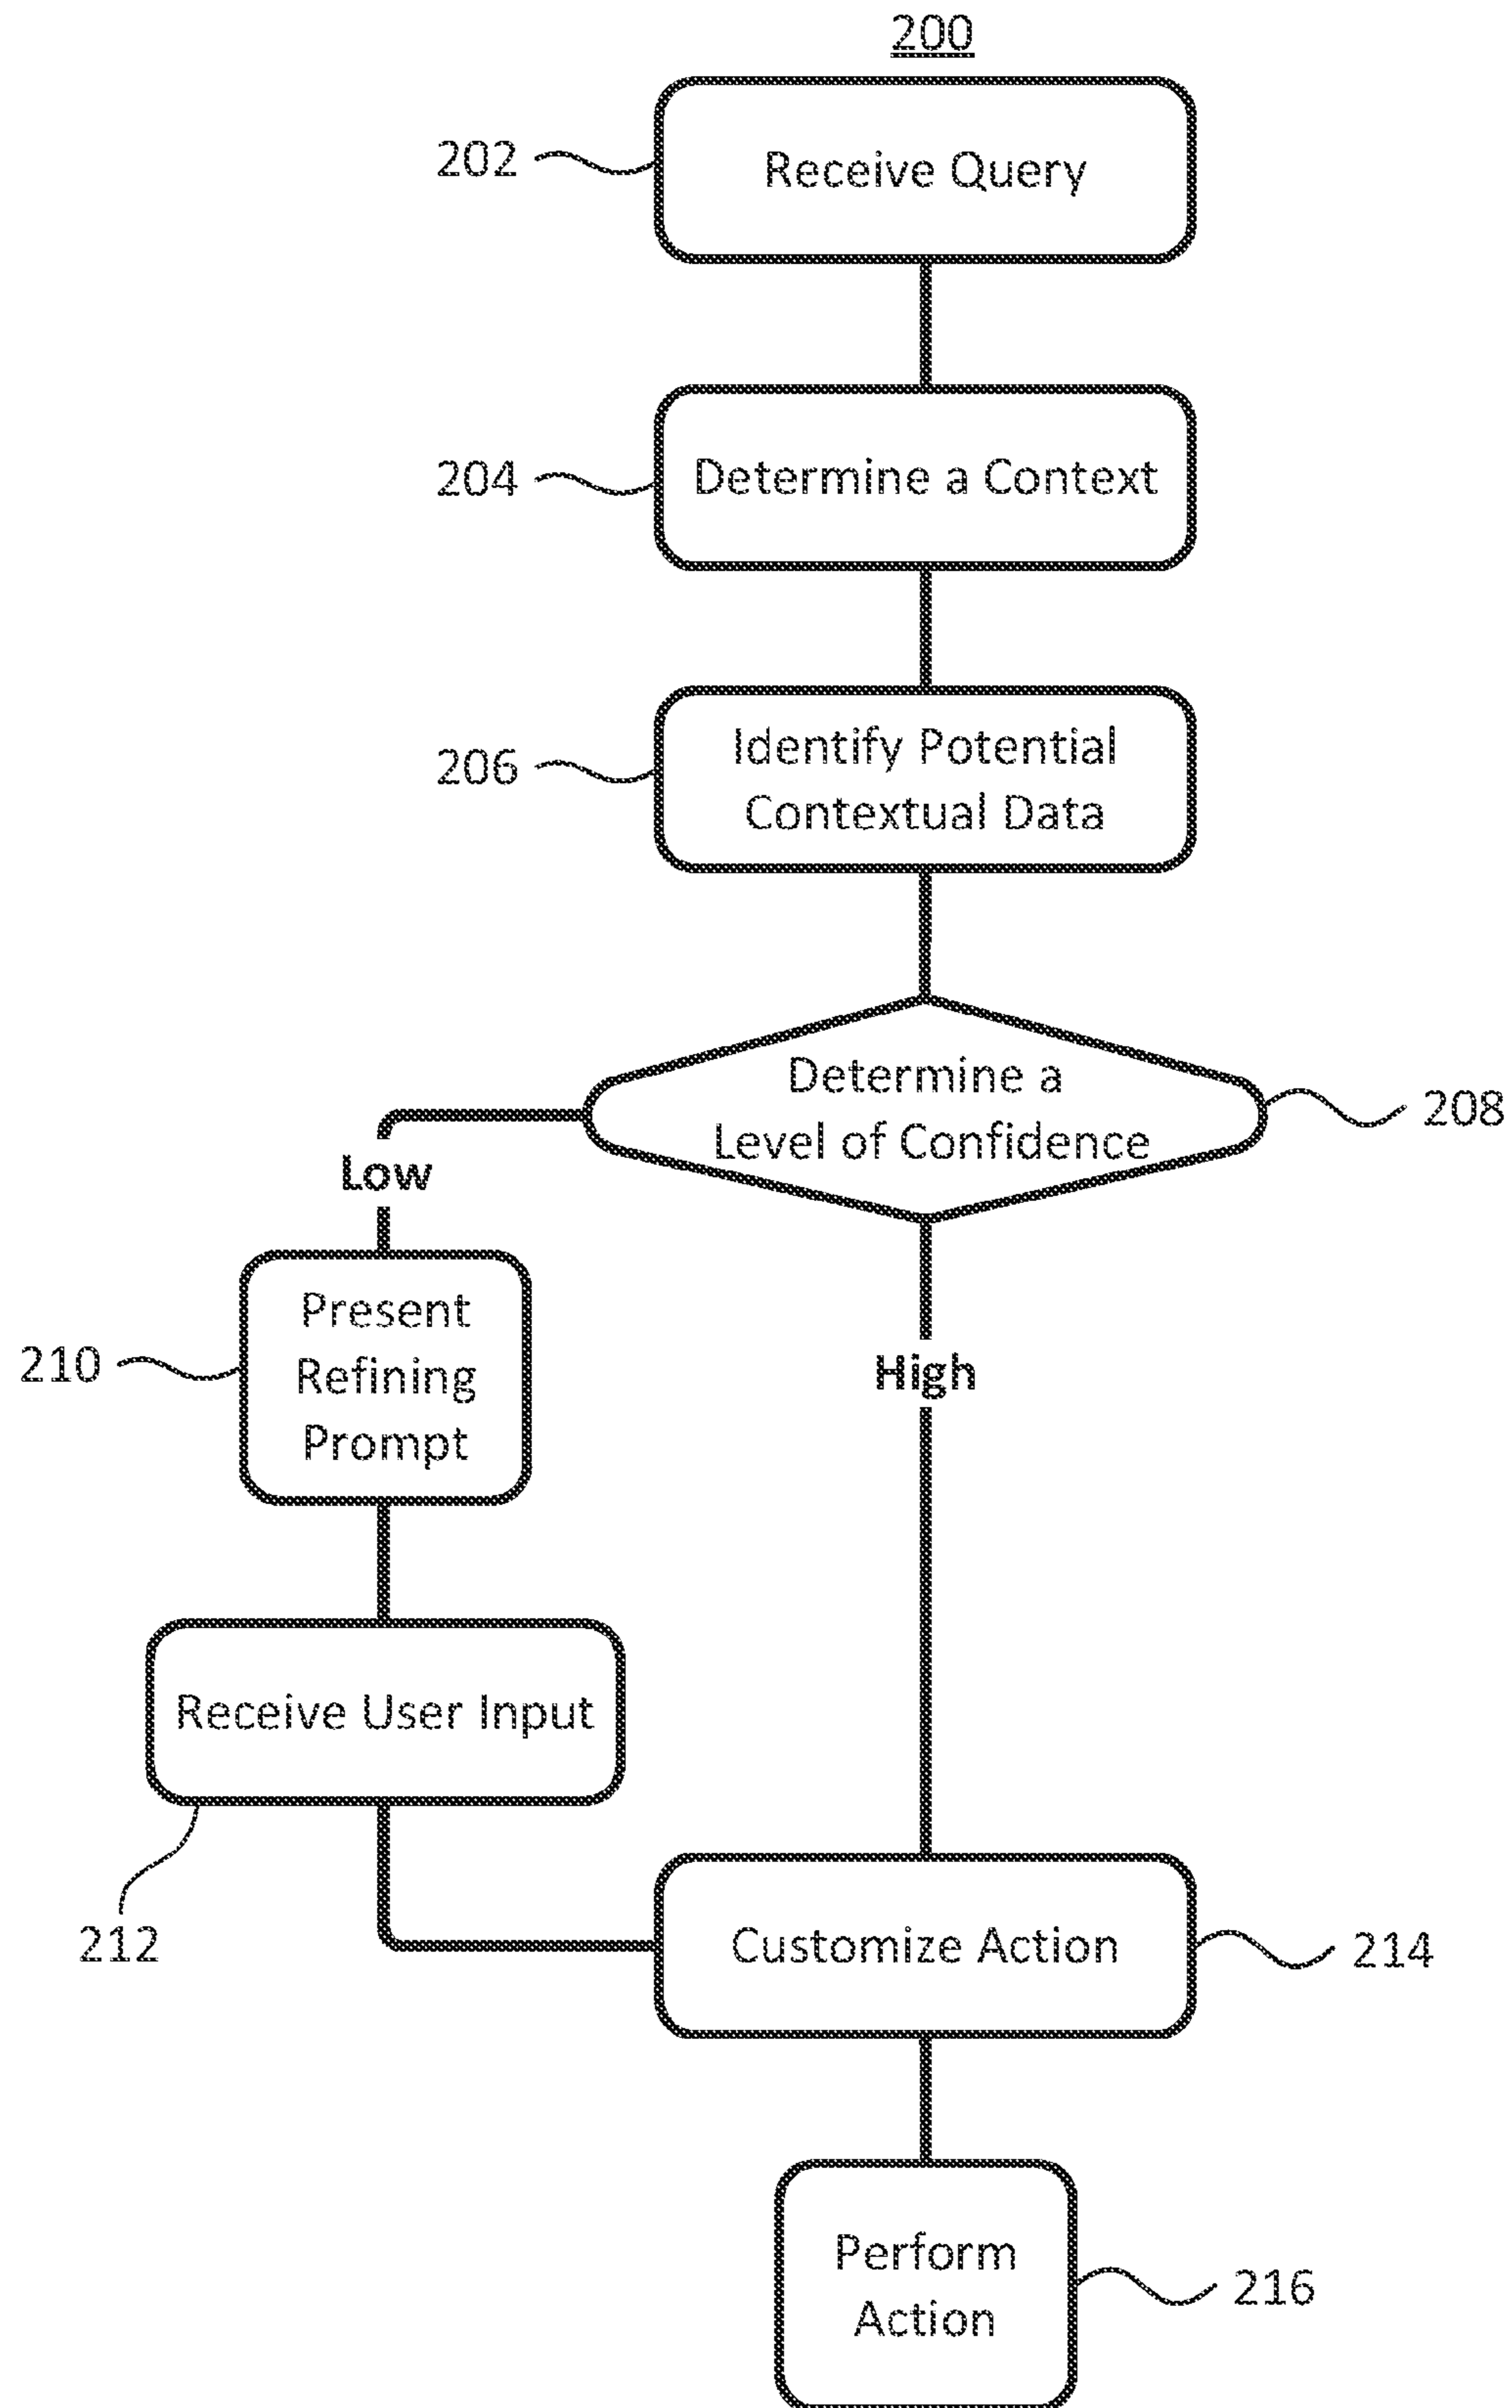 200
202
Receive Query
204
Determine a Context
206
Identify Potential
Contextual Data
Determine a
Level of Confidence
208
Low
Present
Refining
Prompt
210
High
Receive User Input
212
Customize Action
214
Perform
Action
216